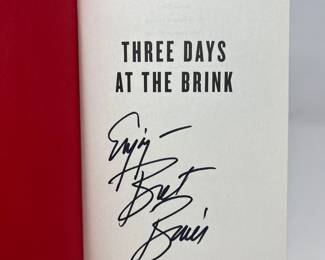 THREE DAYS
AT THE BRINK
Enjoy—
Bret
Baier